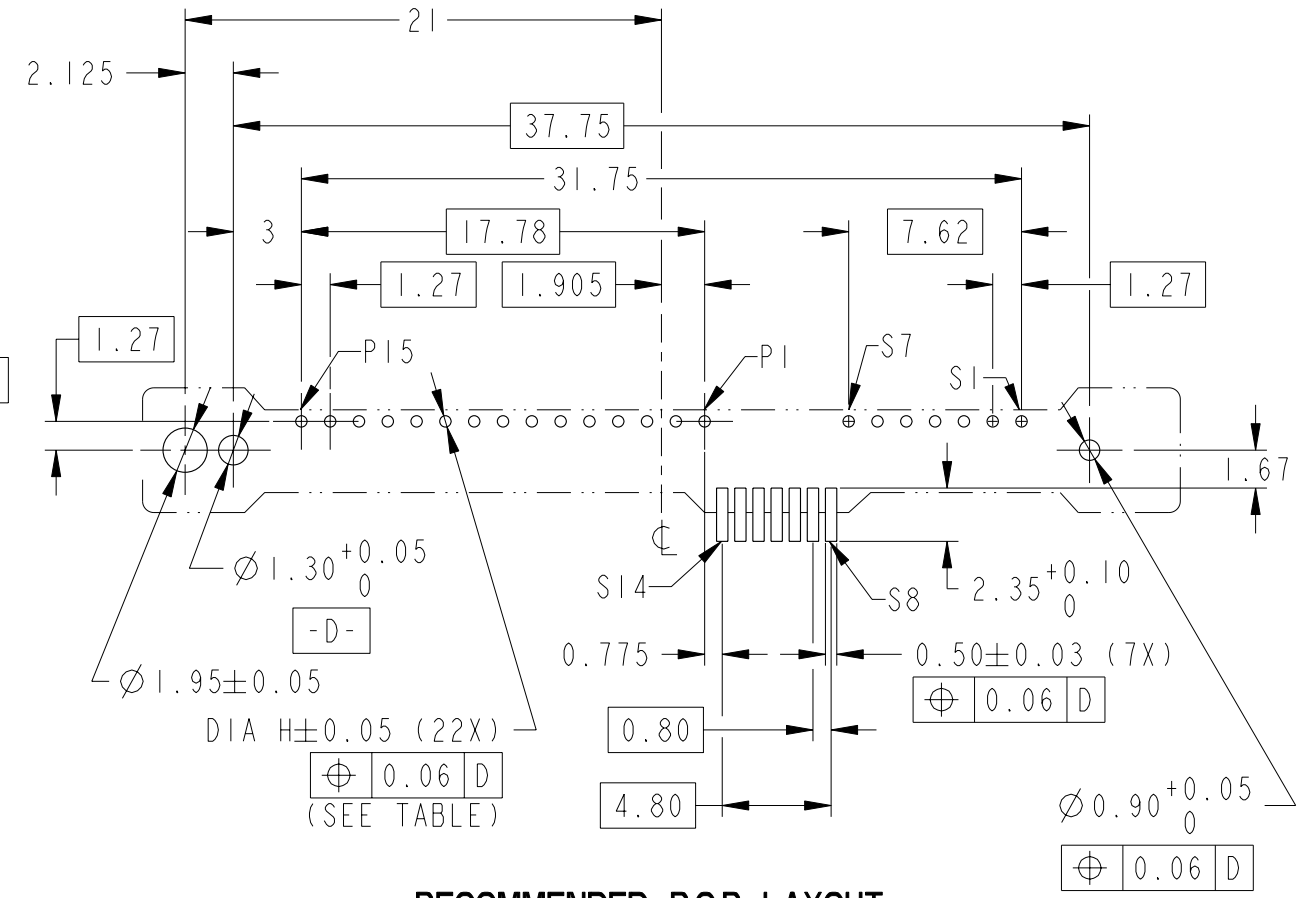 21
2.125
37.75
31.75
3
17.78
7.62
1.27
1.905
1.27
1.27
P15
P1
S7
S1
1.67
Ø1.30 +0.05
0
-D-
S14
S8
2.35 +0.10
0
0.775
0.50±0.03 (7X)
⌖ 0.06 D
Ø1.95±0.05
DIA H±0.05 (22X)
⌖ 0.06 D
(SEE TABLE)
0.80
4.80
Ø0.90 +0.05
0
⌖ 0.06 D
RECOMMENDED P.C.B LAYOUT